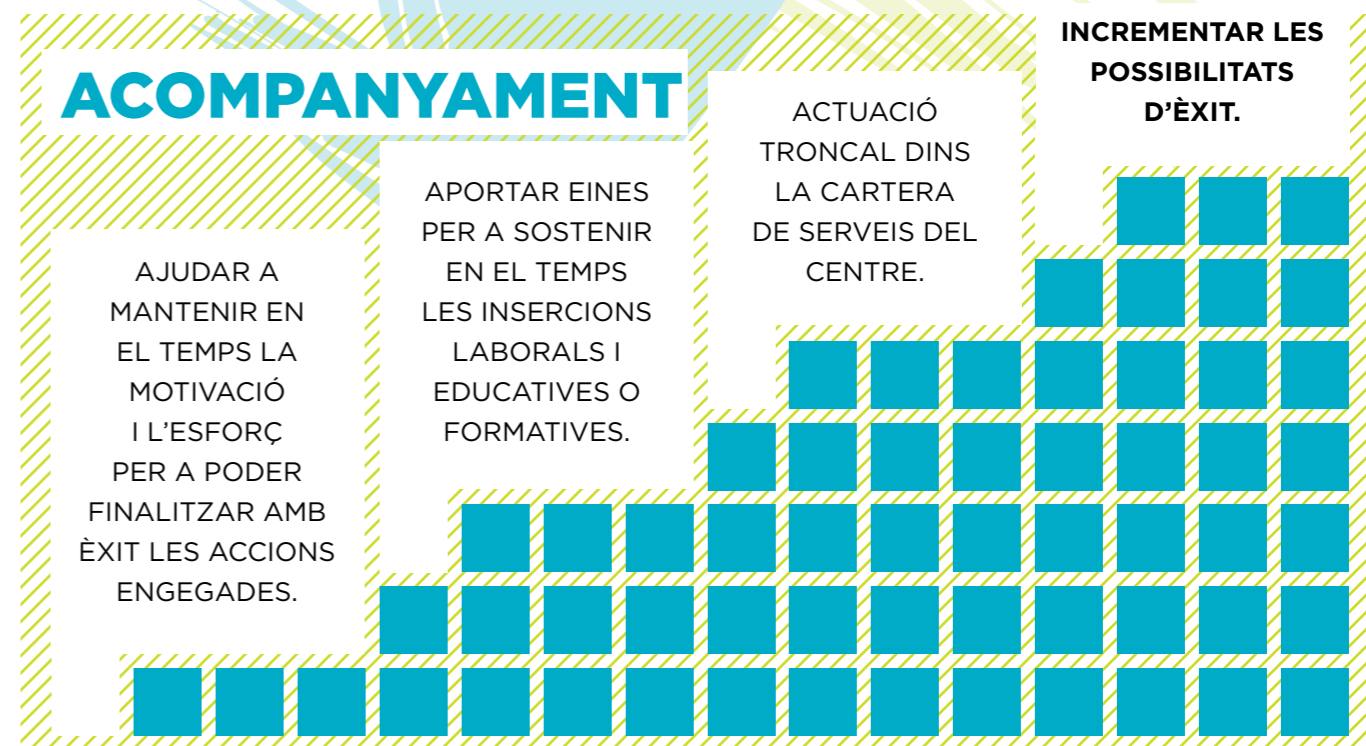 ACOMPANYAMENT
AJUDAR A
MANTENIR EN
EL TEMPS LA
MOTIVACIÓ
I L’ESFORÇ
PER A PODER
FINALITZAR AMB
ÈXIT LES ACCIONS
ENGEGADES.
APORTAR EINES
PER A SOSTENIR
EN EL TEMPS
LES INSERCIONS
LABORALS I
EDUCATIVES O
FORMATIVES.
ACTUACIÓ
TRONCAL DINS
LA CARTERA
DE SERVEIS DEL
CENTRE.
INCREMENTAR LES
POSSIBILITATS
D’ÈXIT.